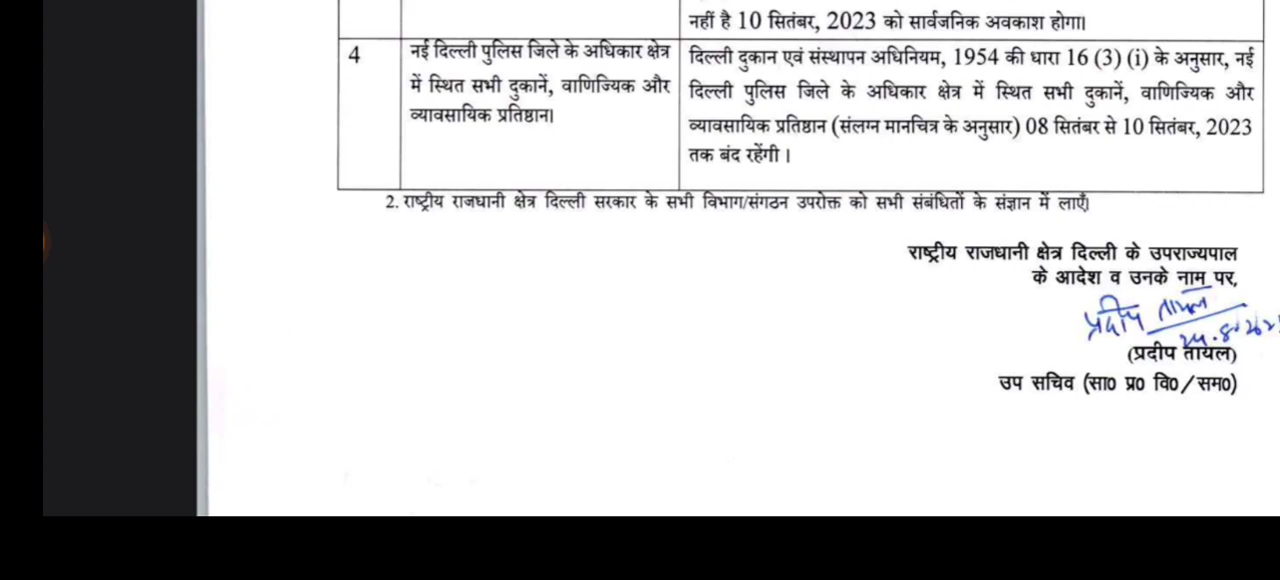 नहीं है 10 सितंबर, 2023 को सार्वजनिक अवकाश होगा।
4
नई दिल्ली पुलिस जिले के अधिकार क्षेत्र
में स्थित सभी दुकानें, वाणिज्यिक और
व्यावसायिक प्रतिष्ठान।
दिल्ली दुकान एवं संस्थापन अधिनियम, 1954 की धारा 16 (3) (i) के अनुसार, नई
दिल्ली पुलिस जिले के अधिकार क्षेत्र में स्थित सभी दुकानें, वाणिज्यिक और
व्यावसायिक प्रतिष्ठान (संलग्न मानचित्र के अनुसार) 08 सितंबर से 10 सितंबर, 2023
तक बंद रहेंगी ।
2. राष्ट्रीय राजधानी क्षेत्र दिल्ली सरकार के सभी विभाग/संगठन उपरोक्त को सभी संबंधितों के संज्ञान में लाएँ।
राष्ट्रीय राजधानी क्षेत्र दिल्ली के उपराज्यपाल
के आदेश व उनके नाम पर,
प्रदीप तायल
(प्रदीप तायल)
उप सचिव (सा0 प्र0 वि0/सम0)